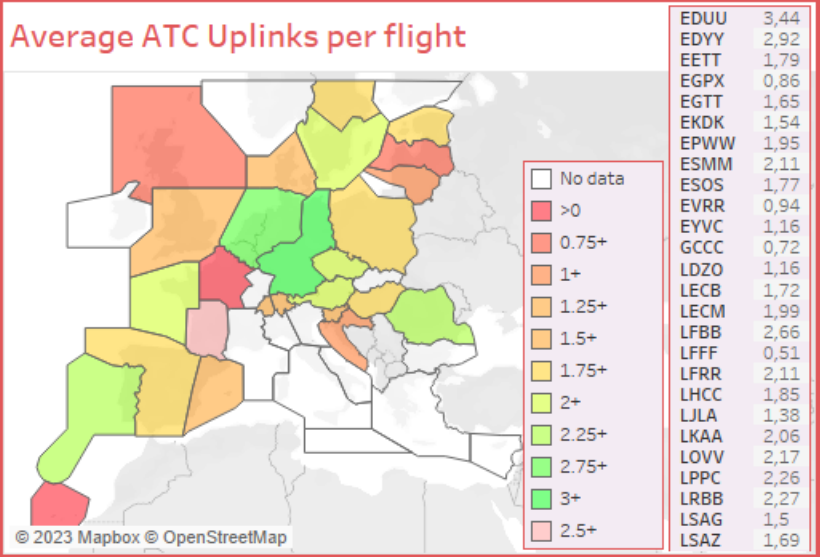 Average ATC Uplinks per flight
EDUU 3,44
EDYY 2,92
EETT 1,79
EGPX 0,86
EGTT 1,65
EKDK 1,54
EPWW 1,95
ESMM 2,11
ESOS 1,77
EVRR 0,94
EYVC 1,16
GCCC 0,72
LDZO 1,16
LECB 1,72
LECM 1,99
LFBB 2,66
LFFF 0,51
LFRR 2,11
LHCC 1,85
LJLA 1,38
LKAA 2,06
LOVV 2,17
LPPC 2,26
LRBB 2,27
LSAG 1,5
LSAZ 1,69
No data
>0
0.75+
1+
1.25+
1.5+
1.75+
2+
2.25+
2.75+
3+
2.5+
© 2023 Mapbox © OpenStreetMap